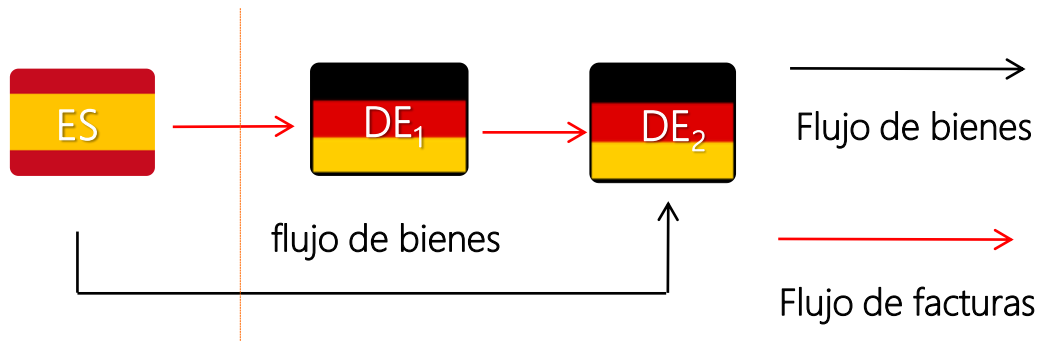 ES
DE₁
DE₂
Flujo de bienes
flujo de bienes
Flujo de facturas